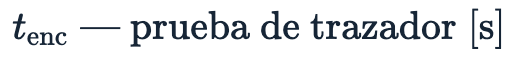 t_enc — prueba de trazador [s]